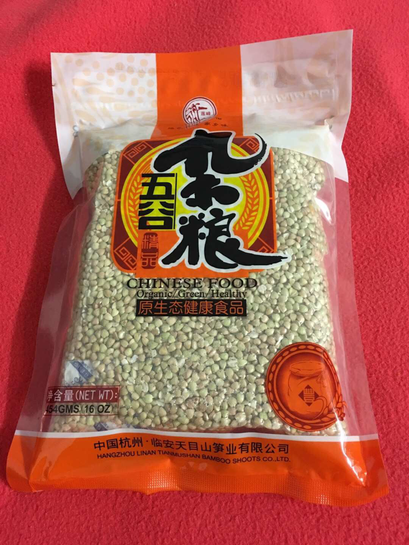 五谷
杂粮
精品
CHINESE FOOD
Organic/Green/Healthy
原生态健康食品
净含量(NET WT):
454GMS/16 OZ
中国杭州·临安天目山笋业有限公司
HANGZHOU LINAN TIANMUSHAN BAMBOO SHOOTS CO.,LTD